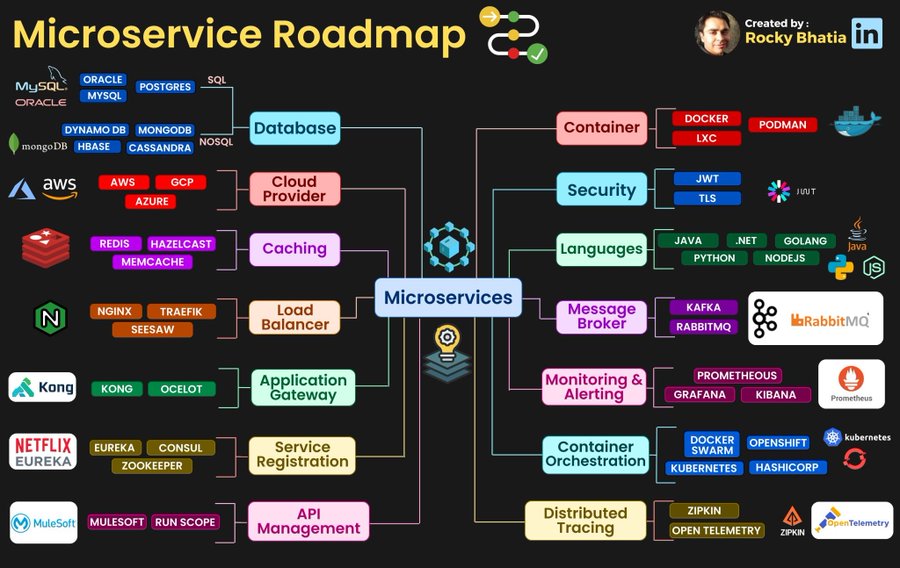 Microservice Roadmap
Created by :
Rocky Bhatia
in
MySQL
ORACLE
ORACLE
MYSQL
POSTGRES
SQL
mongoDB
DYNAMO DB
MONGODB
HBASE
CASSANDRA
NOSQL
Database
aws
AWS
GCP
AZURE
Cloud
Provider
REDIS
HAZELCAST
MEMCACHE
Caching
N
NGINX
TRAEFIK
SEESAW
Load
Balancer
Kong
KONG
OCELOT
Application
Gateway
NETFLIX
EUREKA
EUREKA
CONSUL
ZOOKEEPER
Service
Registration
MuleSoft
MULESOFT
RUN SCOPE
API
Management
Microservices
Container
DOCKER
LXC
PODMAN
docker
Security
JWT
TLS
JWT
Languages
JAVA
.NET
GOLANG
PYTHON
NODEJS
Java
JS
Message
Broker
KAFKA
RABBITMQ
RabbitMQ
Monitoring &
Alerting
PROMETHEUS
GRAFANA
KIBANA
Prometheus
Container
Orchestration
DOCKER
SWARM
OPENSHIFT
KUBERNETES
HASHICORP
kubernetes
Distributed
Tracing
ZIPKIN
OPEN TELEMETRY
ZIPKIN
OpenTelemetry